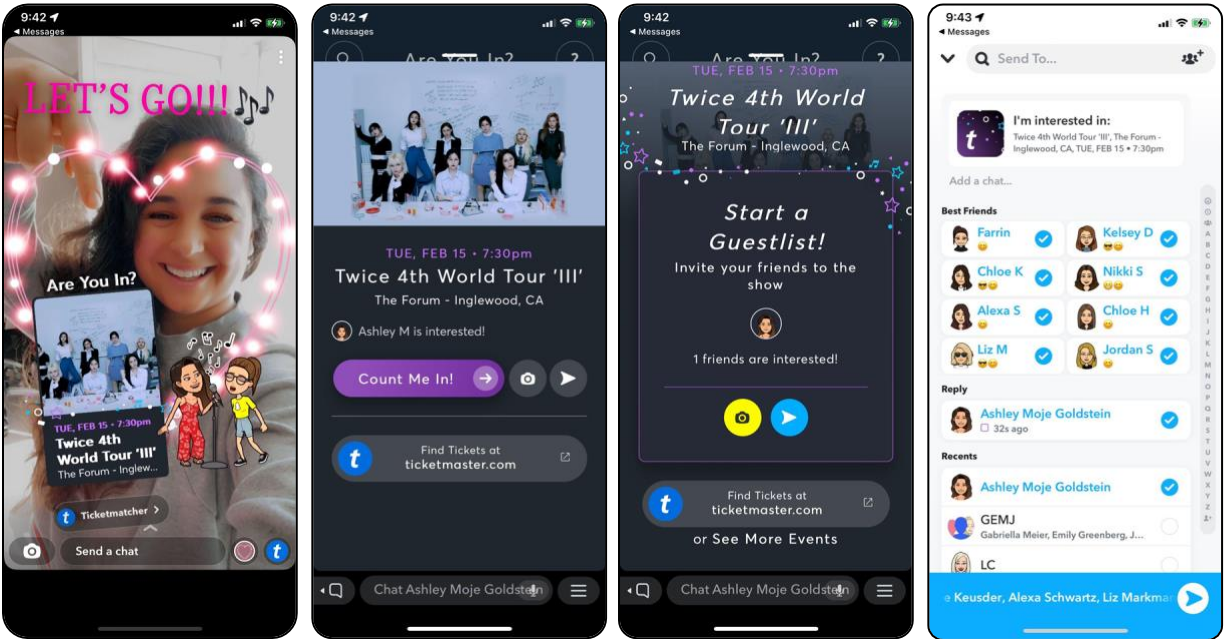 9:42
Messages
LET'S GO!!!
Are You In?
TUE, FEB 15 • 7:30pm
Twice 4th
World Tour 'III'
The Forum - Inglew...
t Ticketmatcher
Send a chat
t
9:42
Messages
Are You In?
?
TUE, FEB 15 • 7:30pm
Twice 4th World Tour 'III'
The Forum - Inglewood, CA
Ashley M is interested!
Count Me In!
t
Find Tickets at
ticketmaster.com
Chat Ashley Moje Goldstein
9:42
Messages
Are You In?
?
TUE, FEB 15 • 7:30pm
Twice 4th World
Tour 'III'
The Forum - Inglewood, CA
Start a
Guestlist!
Invite your friends to the
show
1 friends are interested!
t
Find Tickets at
ticketmaster.com
or See More Events
Chat Ashley Moje Goldstein
9:43
Messages
Send To...
t
I'm interested in:
Twice 4th World Tour 'III', The Forum -
Inglewood, CA, TUE, FEB 15 • 7:30pm
Add a chat...
Best Friends
Farrin
Kelsey D
Chloe K
Nikki S
Alexa S
Chloe H
Liz M
Jordan S
Reply
Ashley Moje Goldstein
32s ago
Recents
Ashley Moje Goldstein
GEMJ
Gabriella Meier, Emily Greenberg, J...
LC
A
B
C
D
E
F
G
H
I
J
K
L
M
N
O
P
Q
R
S
T
U
V
W
X
Y
Z
e Keusder, Alexa Schwartz, Liz Markma